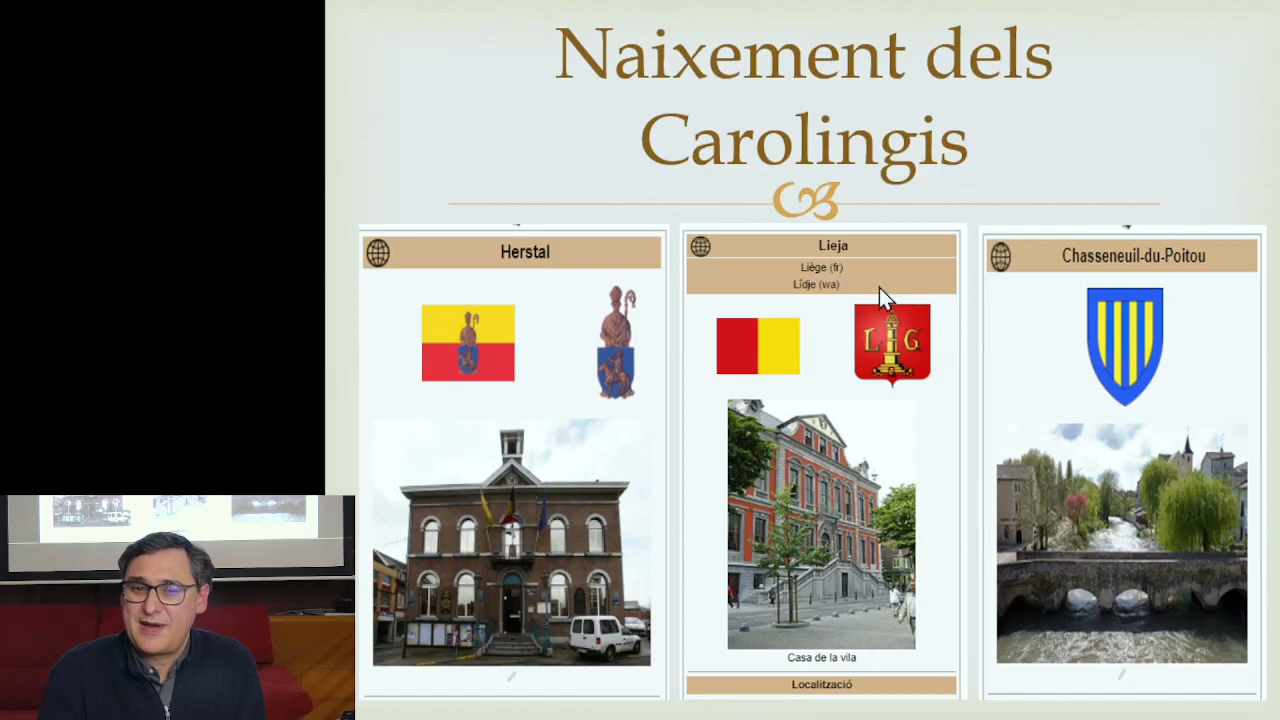 Naixement dels
Carolingis
Herstal
Lieja
Liège (fr)
Lîdje (wa)
L G
Casa de la vila
Localització
Chasseneuil-du-Poitou